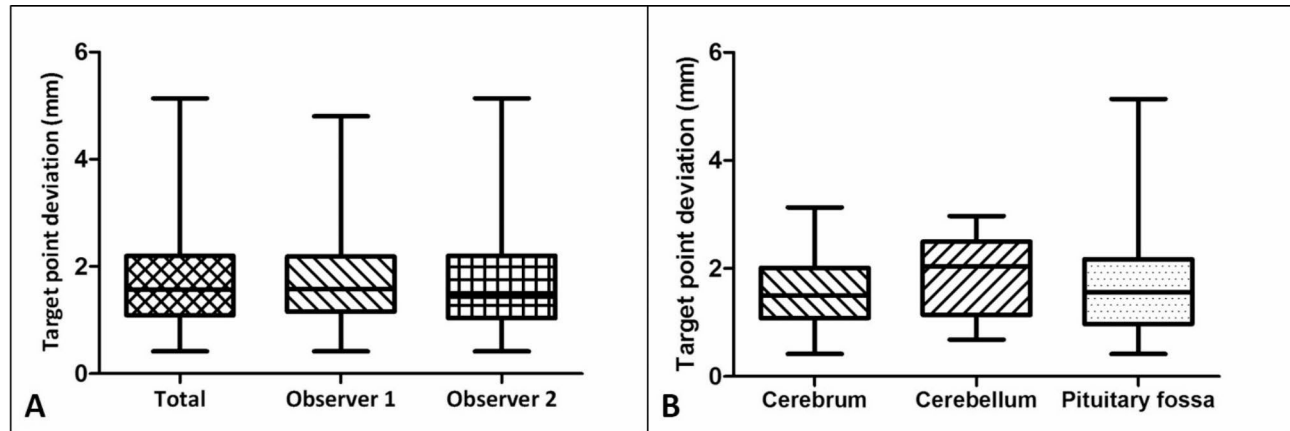 Target point deviation (mm)
6
4
2
0
Total Observer 1 Observer 2
A
Target point deviation (mm)
6
4
2
0
Cerebrum Cerebellum Pituitary fossa
B